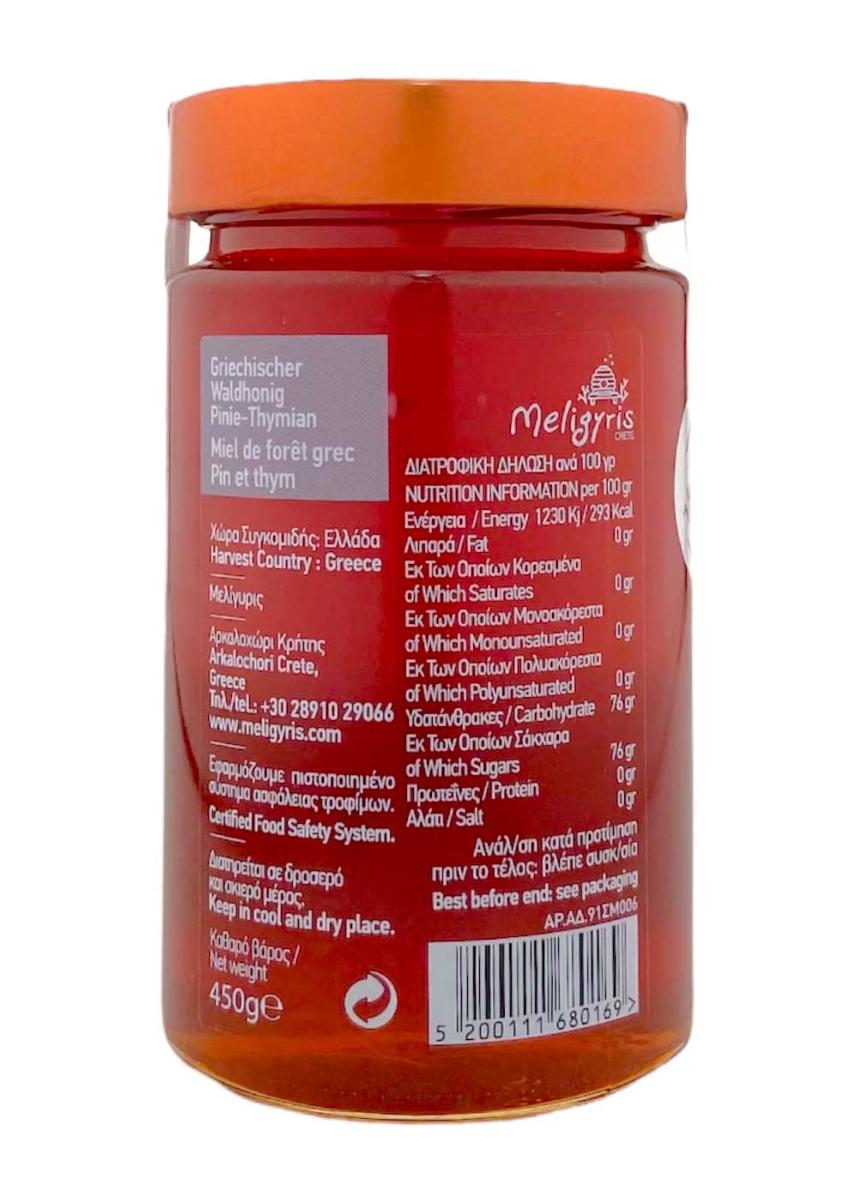 Griechischer
Waldhonig
Pinie-Thymian
Miel de forêt grec
Pin et thym
Χώρα Συγκομιδής: Ελλάδα
Harvest Country : Greece
Μελίγυρις
Αρκαλοχώρι Κρήτης
Arkalochori Crete,
Greece
Τηλ./tel.: +30 28910 29066
www.meligyris.com
Εφαρμόζουμε πιστοποιημένο
σύστημα ασφάλειας τροφίμων.
Certified Food Safety System.
Διατηρείται σε δροσερό
και σκιερό μέρος.
Keep in cool and dry place.
Καθαρό βάρος /
Net weight
450g℮
Meligyris
CRETE
ΔΙΑΤΡΟΦΙΚΗ ΔΗΛΩΣΗ ανά 100 γρ
NUTRITION INFORMATION per 100 gr
Ενέργεια / Energy 1230 Kj / 293 Kcal
Λιπαρά / Fat 0 gr
Εκ Των Οποίων Κορεσμένα
of Which Saturates 0 gr
Εκ Των Οποίων Μονοακόρεστα
of Which Monounsaturated 0 gr
Εκ Των Οποίων Πολυακόρεστα
of Which Polyunsaturated 0 gr
Υδατάνθρακες / Carbohydrate 76 gr
Εκ Των Οποίων Σάκχαρα
of Which Sugars 76 gr
Πρωτεΐνες / Protein 0 gr
Αλάτι / Salt 0 gr
Ανάλ/ση κατά προτίμηση
πριν το τέλος: βλέπε συσκ/σία
Best before end: see packaging
ΑΡ.ΑΔ.91ΣΜ006
5 200111 680169 >